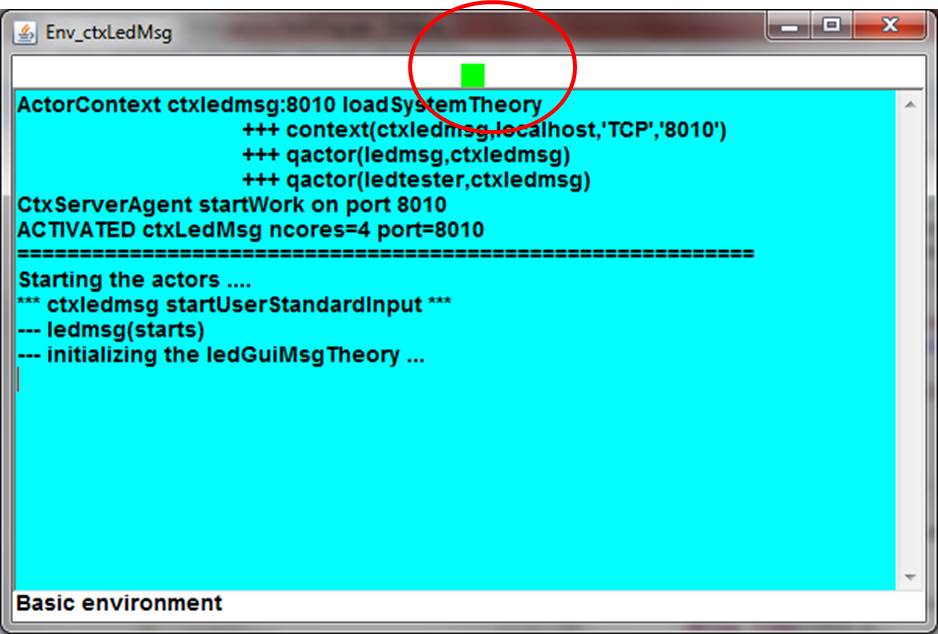 Env_ctxLedMsg
ActorContext ctxledmsg:8010 loadSystemTheory
+++ context(ctxledmsg,localhost,'TCP','8010')
+++ qactor(ledmsg,ctxledmsg)
+++ qactor(ledtester,ctxledmsg)
CtxServerAgent startWork on port 8010
ACTIVATED ctxLedMsg ncores=4 port=8010
===========================================================
Starting the actors ....
*** ctxledmsg startUserStandardInput ***
--- ledmsg(starts)
--- initializing the ledGuiMsgTheory ...
Basic environment